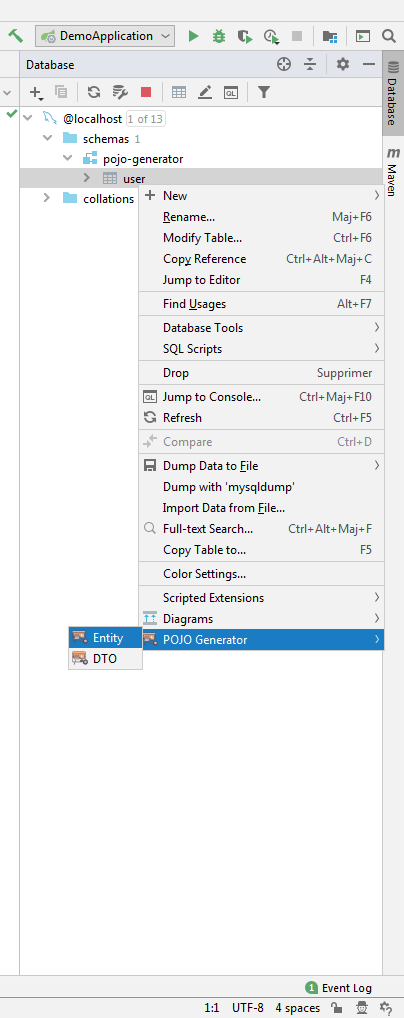 DemoApplication
Database
@localhost 1 of 13
schemas 1
pojo-generator
user
collations
Database
Maven
New
Rename... Maj+F6
Modify Table... Ctrl+F6
Copy Reference Ctrl+Alt+Maj+C
Jump to Editor F4
Find Usages Alt+F7
Database Tools
SQL Scripts
Drop Supprimer
QL Jump to Console... Ctrl+Maj+F10
Refresh Ctrl+F5
Compare Ctrl+D
Dump Data to File
Dump with 'mysqldump'
Import Data from File...
Full-text Search... Ctrl+Alt+Maj+F
Copy Table to... F5
Color Settings...
Scripted Extensions
Diagrams
POJO Generator
Entity
DTO
1 Event Log
1:1 UTF-8 4 spaces